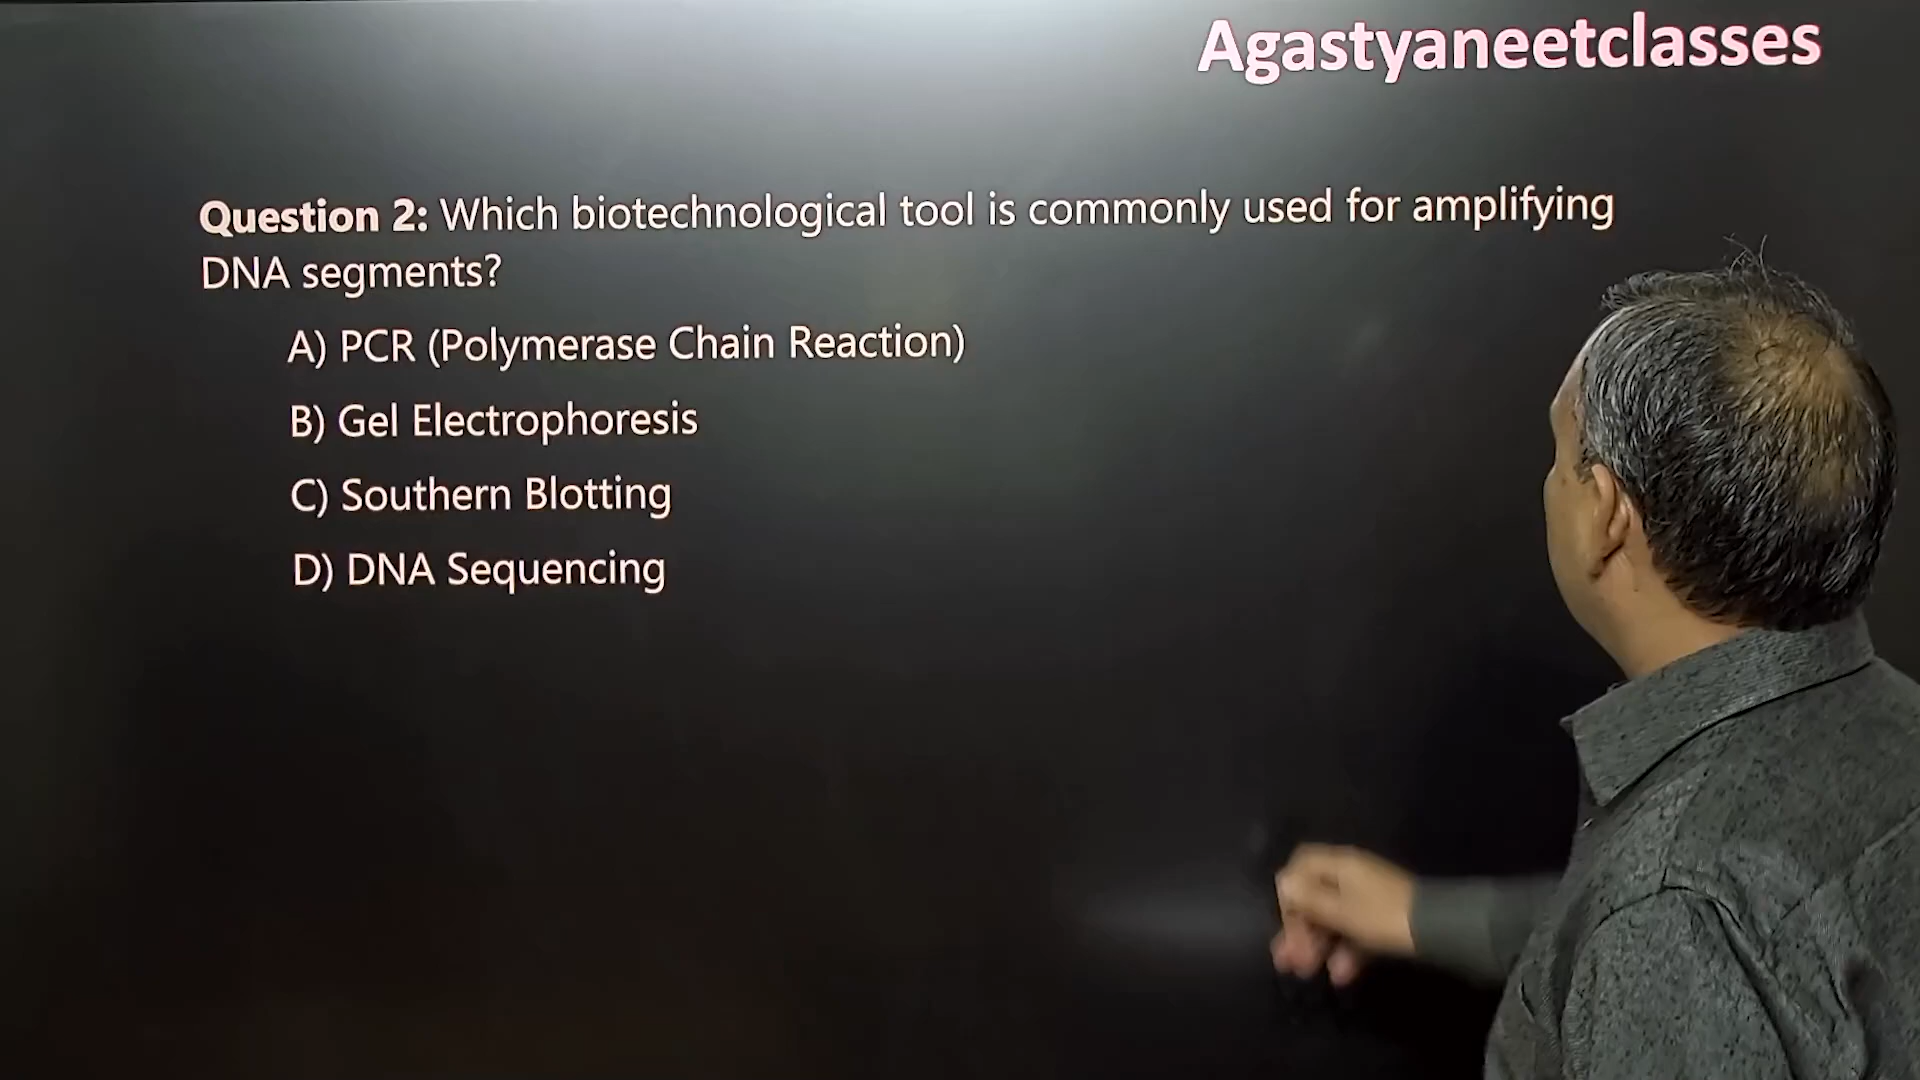 Agastyaneetclasses
Question 2: Which biotechnological tool is commonly used for amplifying
DNA segments?
A) PCR (Polymerase Chain Reaction)
B) Gel Electrophoresis
C) Southern Blotting
D) DNA Sequencing